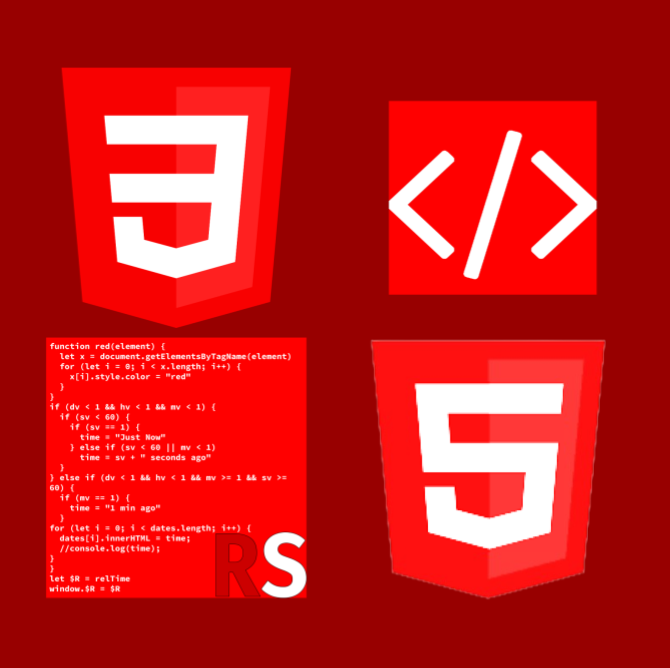 3
</>
function red(element) {
let x = document.getElementsByTagName(element)
for (let i = 0; i < x.length; i++) {
x[i].style.color = "red"
}
}
if (dv < 1 && hv < 1 && mv < 1) {
if (sv < 60) {
if (sv == 1) {
time = "Just Now"
} else if (sv < 60 || mv < 1)
time = sv + " seconds ago"
}
} else if (dv < 1 && hv < 1 && mv >= 1 && sv >=
60) {
if (mv == 1) {
time = "1 min ago"
}
for (let i = 0; i < dates.length; i++) {
dates[i].innerHTML = time;
//console.log(time);
}
}
let $R = relTime
window.$R = $R
RS
5